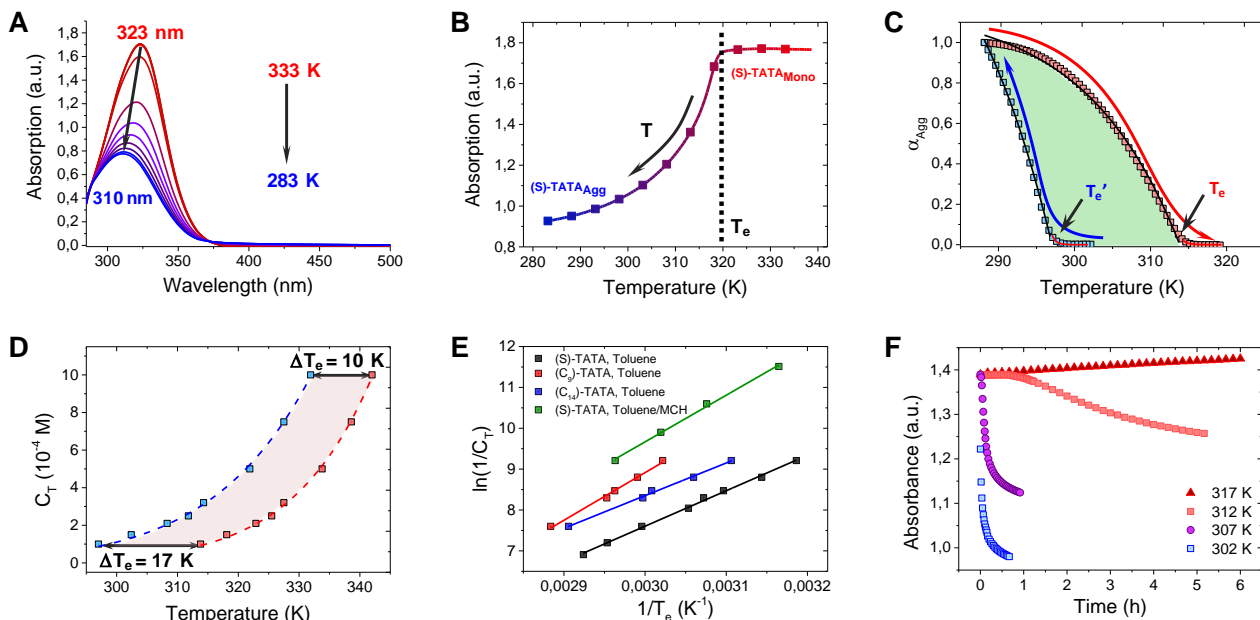 A
1,8
1,6
1,4
1,2
1,0
0,8
0,6
0,4
0,2
0,0
Absorption (a.u.)
323 nm
333 K
283 K
310 nm
300
350
400
450
500
Wavelength (nm)
B
1,8
1,6
1,4
1,2
1,0
0,8
Absorption (a.u.)
(S)-TATAMono
T
(S)-TATAAgg
Te
280
290
300
310
320
330
340
Temperature (K)
C
1,0
0,8
0,6
0,4
0,2
0,0
αAgg
Te'
Te
290
300
310
320
Temperature (K)
D
10
8
6
4
2
0
CT (10-4 M)
ΔTe = 10 K
ΔTe = 17 K
300
310
320
330
340
Temperature (K)
E
12
11
10
9
8
7
ln(1/CT)
(S)-TATA, Toluene
(C9)-TATA, Toluene
(C14)-TATA, Toluene
(S)-TATA, Toluene/MCH
0,0029
0,0030
0,0031
0,0032
1/Te (K-1)
F
1,4
1,3
1,2
1,1
1,0
Absorbance (a.u.)
317 K
312 K
307 K
302 K
0
1
2
3
4
5
6
Time (h)